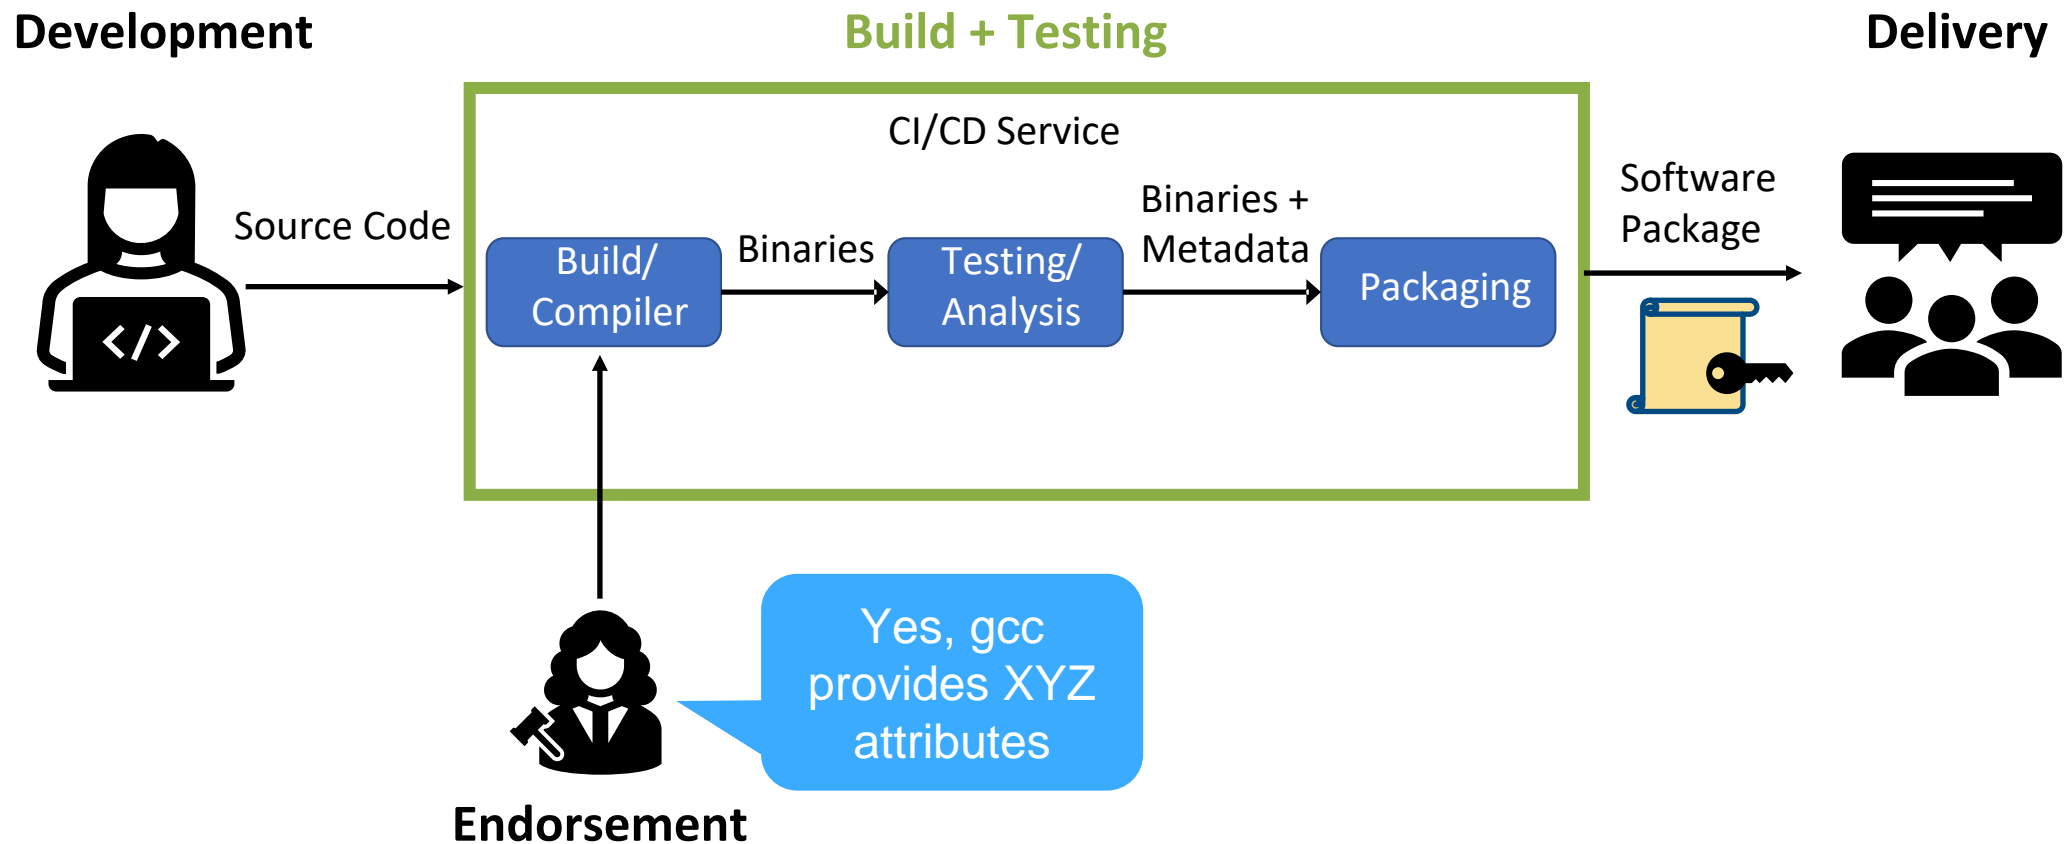 Development
Build + Testing
Delivery
CI/CD Service
Source Code
Build/
Compiler
Binaries
Testing/
Analysis
Binaries +
Metadata
Packaging
Software
Package
</>
Yes, gcc
provides XYZ
attributes
Endorsement